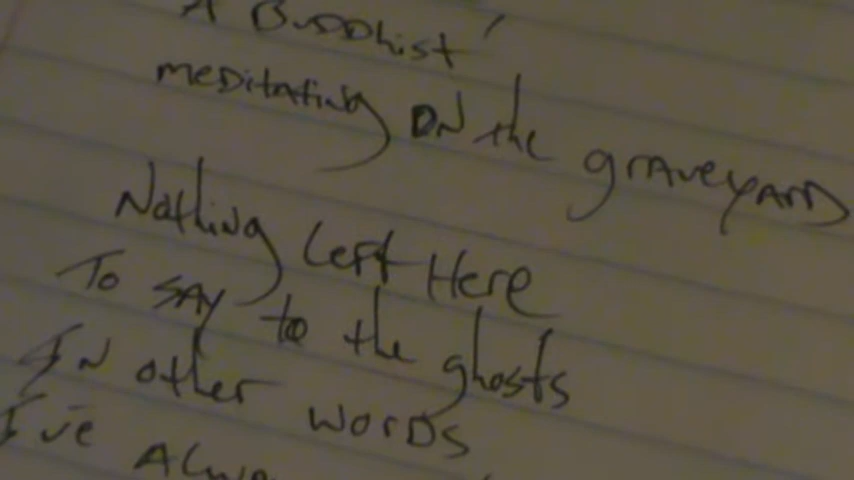 A Buddhist
meditating on the graveyard
Nothing Left Here
To say to the ghosts
In other words
I've